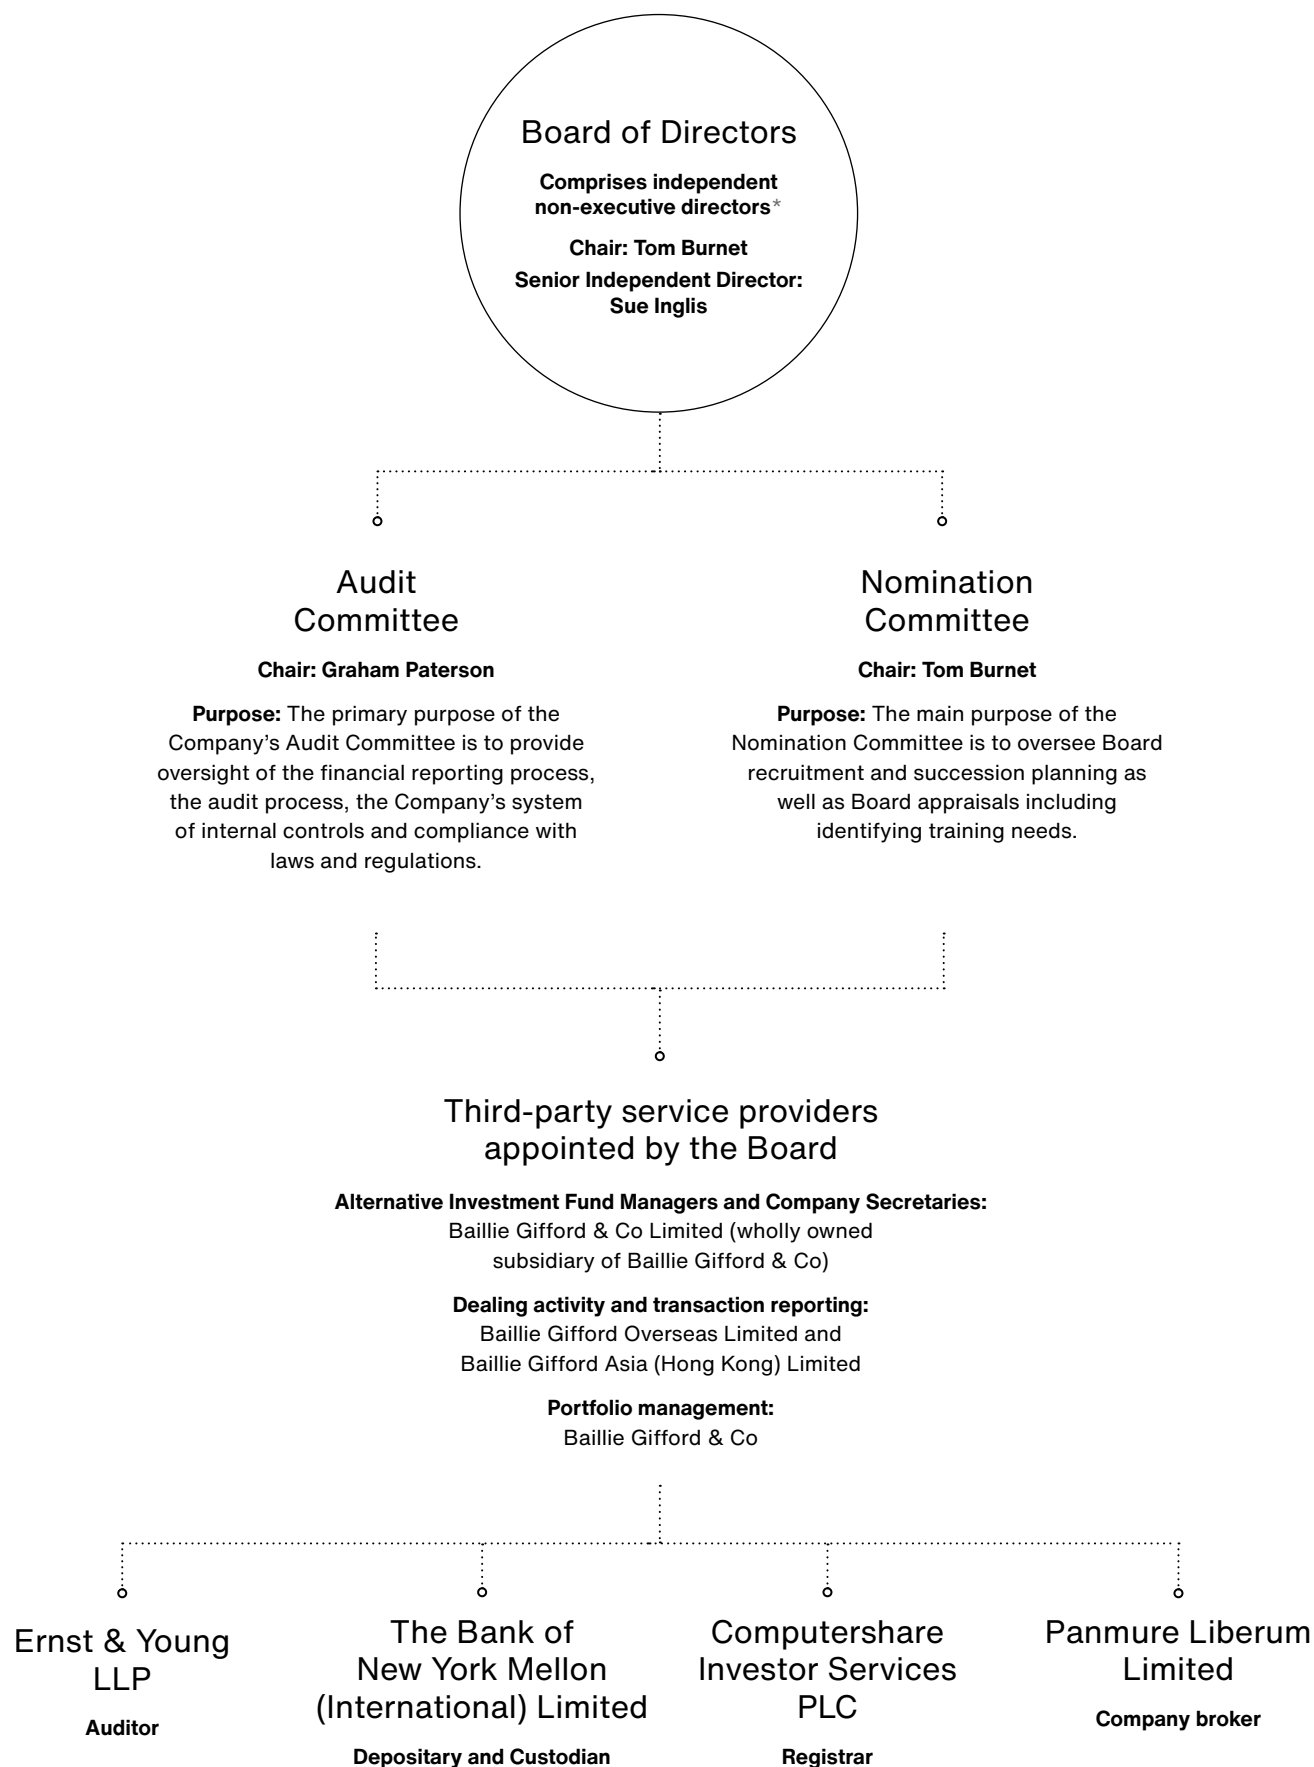 Board of Directors
Comprises independent
non-executive directors*
Chair: Tom Burnet
Senior Independent Director:
Sue Inglis
Audit
Committee
Chair: Graham Paterson
Purpose: The primary purpose of the
Company’s Audit Committee is to provide
oversight of the financial reporting process,
the audit process, the Company’s system
of internal controls and compliance with
laws and regulations.
Nomination
Committee
Chair: Tom Burnet
Purpose: The main purpose of the
Nomination Committee is to oversee Board
recruitment and succession planning as
well as Board appraisals including
identifying training needs.
Third-party service providers
appointed by the Board
Alternative Investment Fund Managers and Company Secretaries:
Baillie Gifford & Co Limited (wholly owned
subsidiary of Baillie Gifford & Co)
Dealing activity and transaction reporting:
Baillie Gifford Overseas Limited and
Baillie Gifford Asia (Hong Kong) Limited
Portfolio management:
Baillie Gifford & Co
Ernst & Young
LLP
Auditor
The Bank of
New York Mellon
(International) Limited
Depositary and Custodian
Computershare
Investor Services
PLC
Registrar
Panmure Liberum
Limited
Company broker